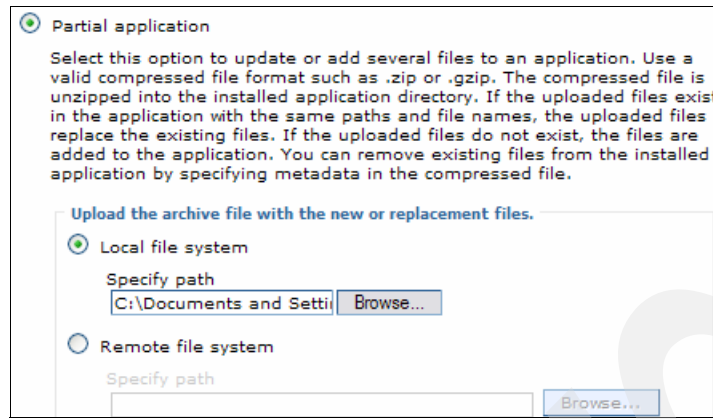 Partial application
Select this option to update or add several files to an application. Use a
valid compressed file format such as .zip or .gzip. The compressed file is
unzipped into the installed application directory. If the uploaded files exist
in the application with the same paths and file names, the uploaded files
replace the existing files. If the uploaded files do not exist, the files are
added to the application. You can remove existing files from the installed
application by specifying metadata in the compressed file.
Upload the archive file with the new or replacement files.
Local file system
Specify path
C:\Documents and Setti Browse...
Remote file system
Specify path
Browse...